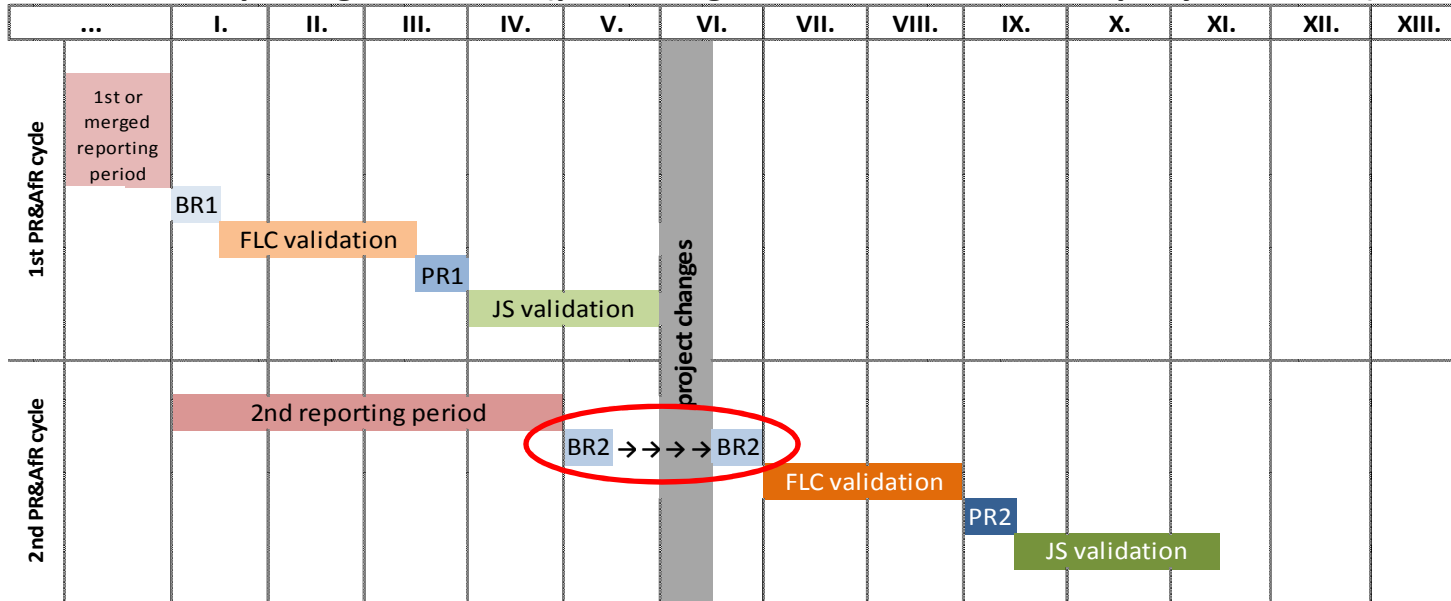 ... I. II. III. IV. V. VI. VII. VIII. IX. X. XI. XII. XIII.
1st PR&AfR cycle
1st or
merged
reporting
period
BR1
FLC validation
PR1
JS validation
project changes
2nd PR&AfR cycle
2nd reporting period
BR2 → → → → BR2
FLC validation
PR2
JS validation